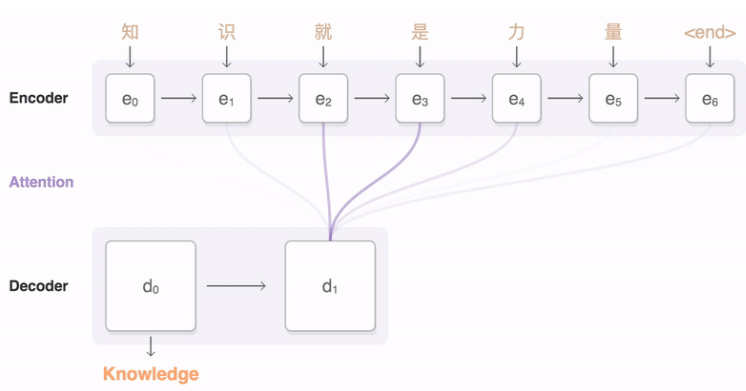 知 识 就 是 力 量 <end>
Encoder e₀ e₁ e₂ e₃ e₄ e₅ e₆
Attention
Decoder d₀ d₁
Knowledge